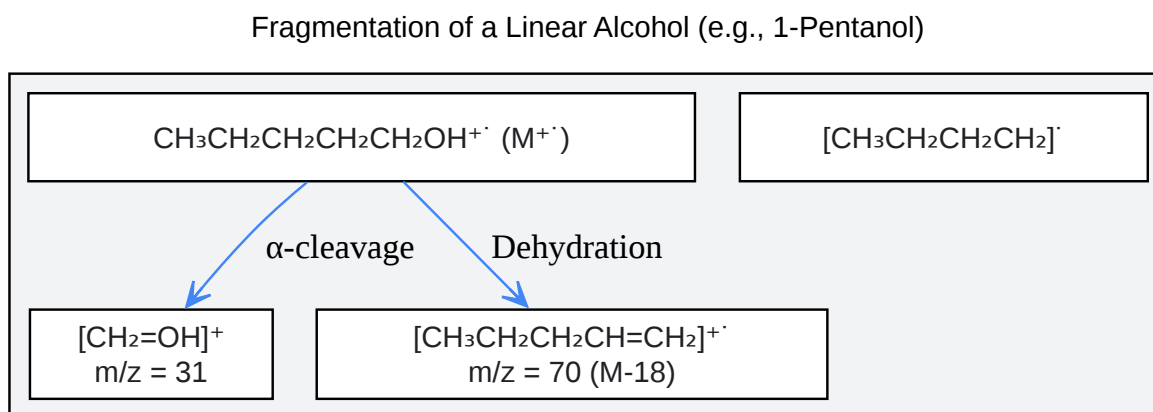 Fragmentation of a Linear Alcohol (e.g., 1-Pentanol)
CH₃CH₂CH₂CH₂CH₂OH⁺˙ (M⁺˙)
[CH₃CH₂CH₂CH₂]˙
α-cleavage
Dehydration
[CH₂=OH]⁺
m/z = 31
[CH₃CH₂CH₂CH=CH₂]⁺˙
m/z = 70 (M-18)